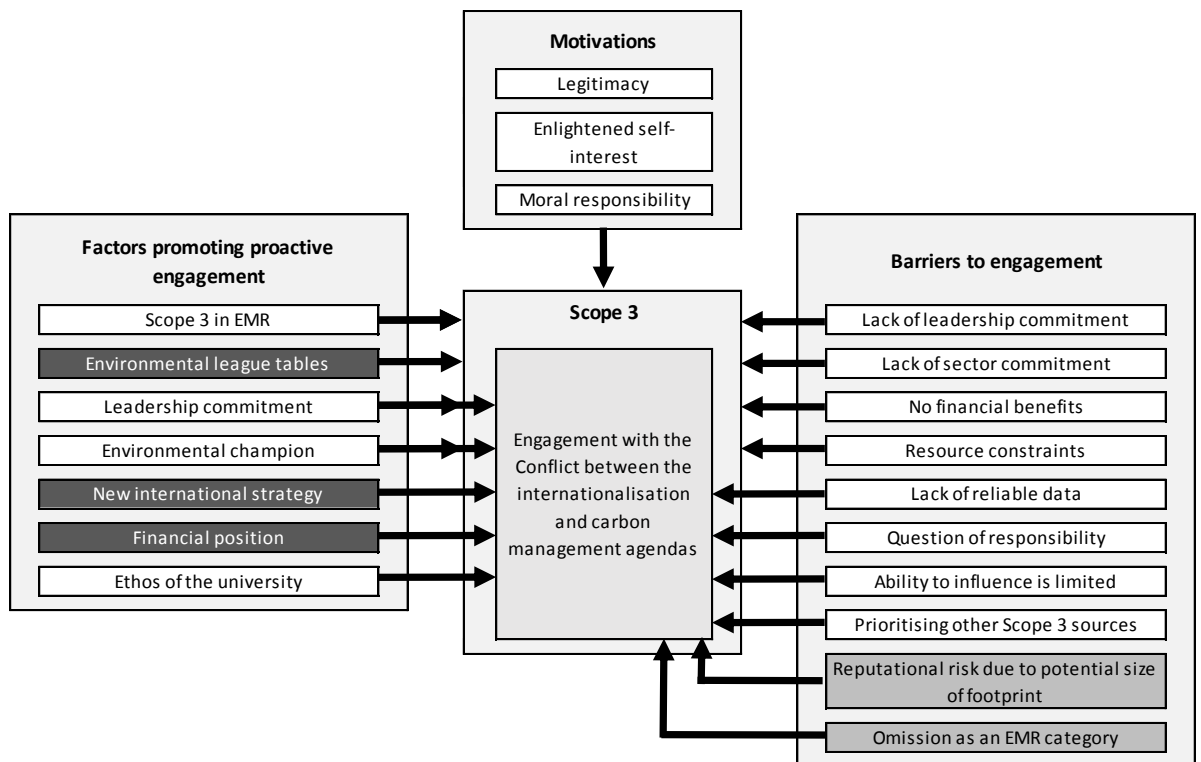 Motivations
Legitimacy
Enlightened self-
interest
Moral responsibility
Factors promoting proactive
engagement
Scope 3 in EMR
Environmental league tables
Leadership commitment
Environmental champion
New international strategy
Financial position
Ethos of the university
Scope 3
Engagement with the
Conflict between the
internationalisation
and carbon
management agendas
Barriers to engagement
Lack of leadership commitment
Lack of sector commitment
No financial benefits
Resource constraints
Lack of reliable data
Question of responsibility
Ability to influence is limited
Prioritising other Scope 3 sources
Reputational risk due to potential size
of footprint
Omission as an EMR category